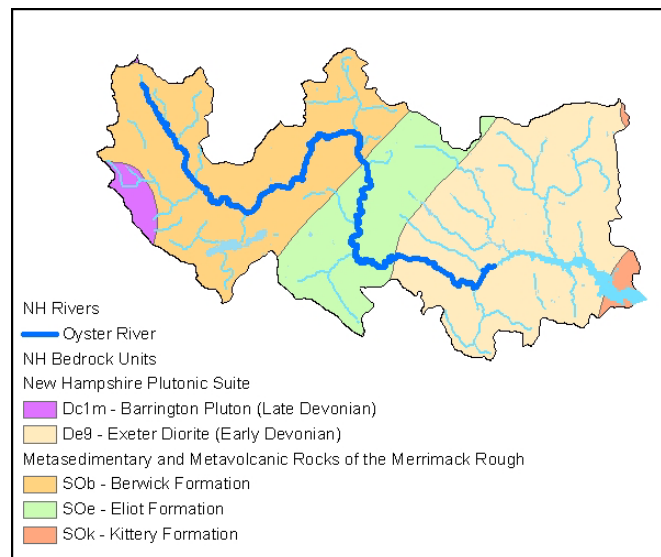 NH Rivers
Oyster River
NH Bedrock Units
New Hampshire Plutonic Suite
Dc1m - Barrington Pluton (Late Devonian)
De9 - Exeter Diorite (Early Devonian)
Metasedimentary and Metavolcanic Rocks of the Merrimack Rough
SOb - Berwick Formation
SOe - Eliot Formation
SOk - Kittery Formation